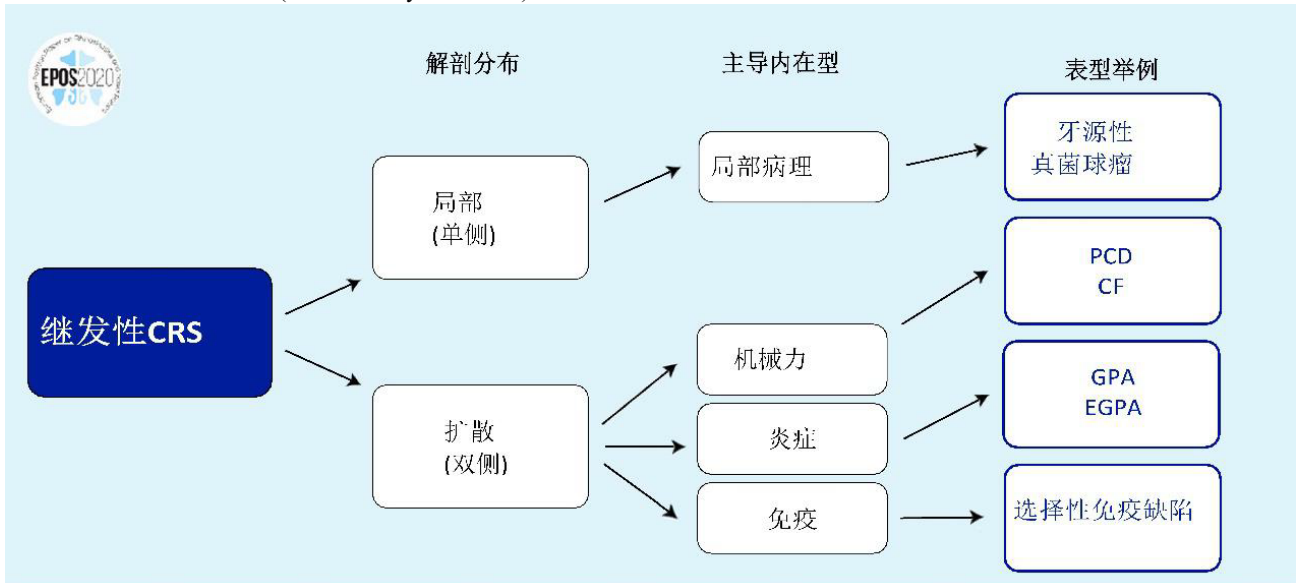 EPOS2020
解剖分布
主导内在型
表型举例
继发性CRS
局部
(单侧)
扩散
(双侧)
局部病理
机械力
炎症
免疫
牙源性
真菌球瘤
PCD
CF
GPA
EGPA
选择性免疫缺陷